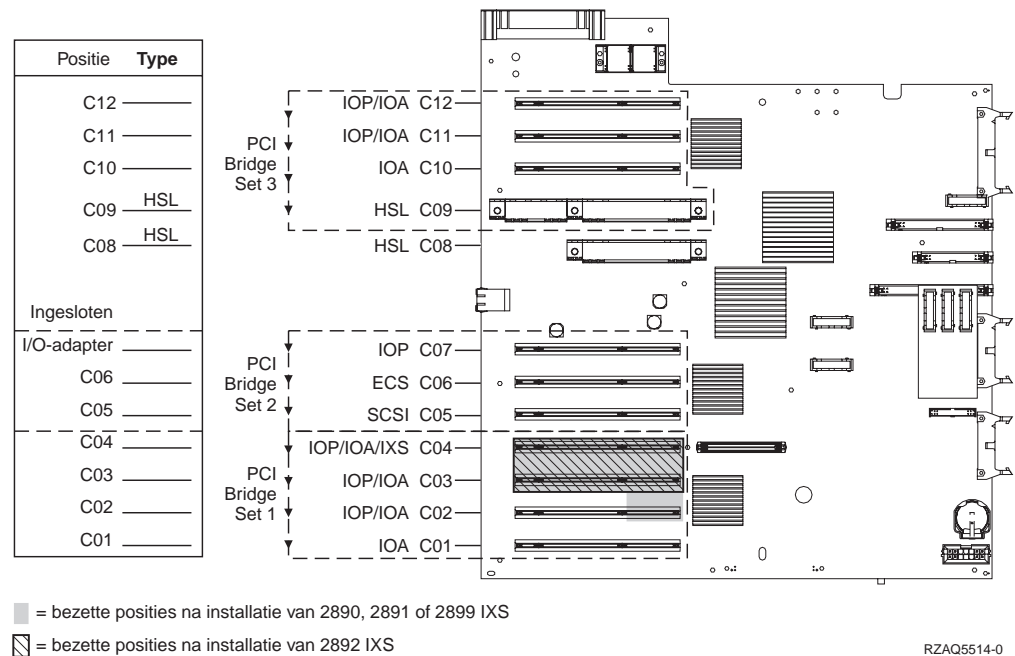 Positie Type
C12
C11
C10
C09 HSL
C08 HSL
Ingesloten
I/O-adapter
C06
C05
C04
C03
C02
C01
PCI
Bridge
Set 3
IOP/IOA C12
IOP/IOA C11
IOA C10
HSL C09
HSL C08
PCI
Bridge
Set 2
IOP C07
ECS C06
SCSI C05
PCI
Bridge
Set 1
IOP/IOA/IXS C04
IOP/IOA C03
IOP/IOA C02
IOA C01
= bezette posities na installatie van 2890, 2891 of 2899 IXS
= bezette posities na installatie van 2892 IXS
RZAQ5514-0